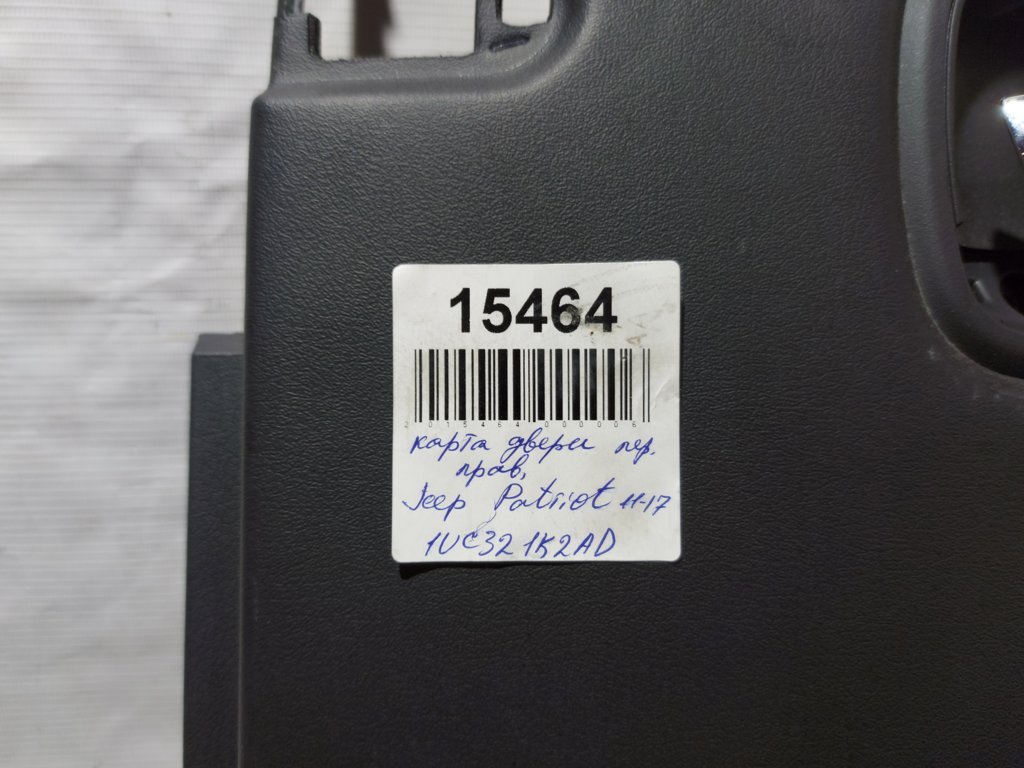 15464
2015464000006
карта двери пер.
прав,
Jeep Patriot 11-17
1UC321K2AD